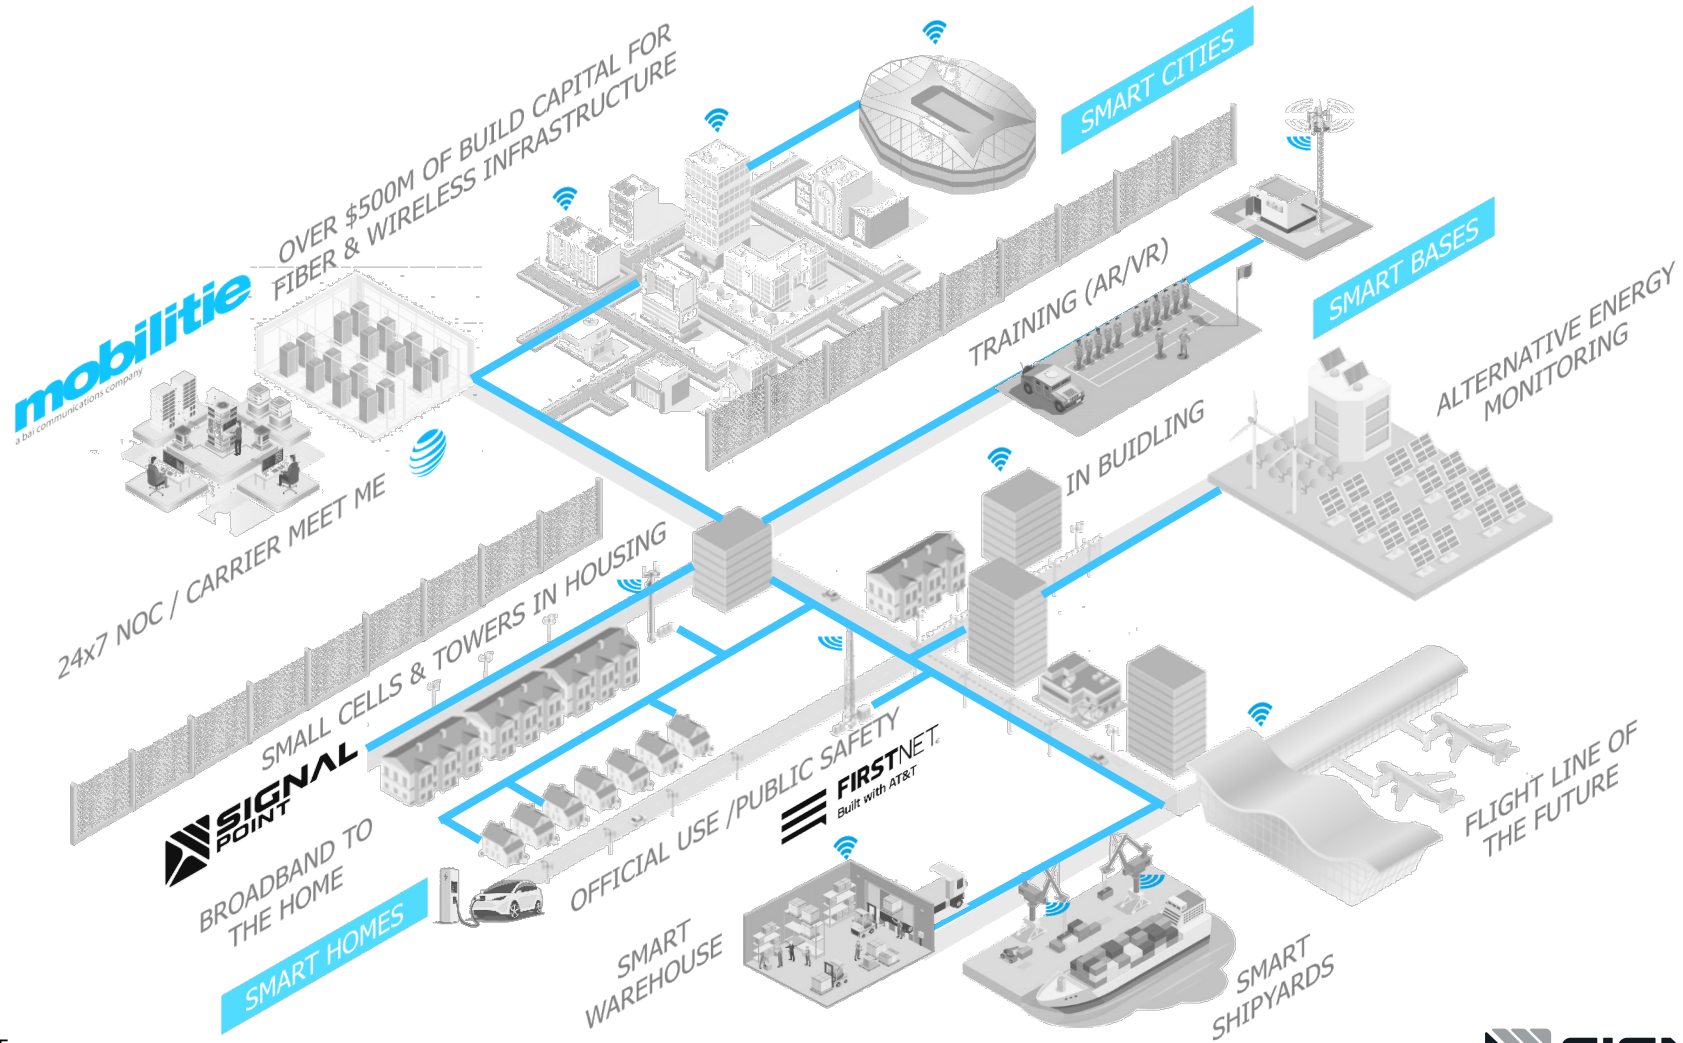 OVER $500M OF BUILD CAPITAL FOR
FIBER & WIRELESS INFRASTRUCTURE
SMART CITIES
mobilitie
a bai communications company
TRAINING (AR/VR)
SMART BASES
ALTERNATIVE ENERGY
MONITORING
IN BUIDLING
24x7 NOC / CARRIER MEET ME
SMALL CELLS & TOWERS IN HOUSING
SIGNAL
POINT
BROADBAND TO
THE HOME
SMART HOMES
OFFICIAL USE /PUBLIC SAFETY
FIRSTNET.
Built with AT&T
FLIGHT LINE OF
THE FUTURE
SMART
WAREHOUSE
SMART
SHIPYARDS